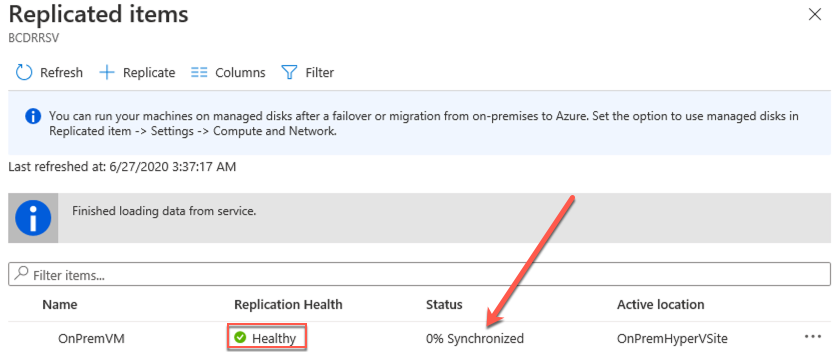 Replicated items
BCDRRSV
Refresh Replicate Columns Filter
You can run your machines on managed disks after a failover or migration from on-premises to Azure. Set the option to use managed disks in
Replicated item -> Settings -> Compute and Network.
Last refreshed at: 6/27/2020 3:37:17 AM
Finished loading data from service.
Filter items...
Name Replication Health Status Active location
OnPremVM Healthy 0% Synchronized OnPremHyperVSite